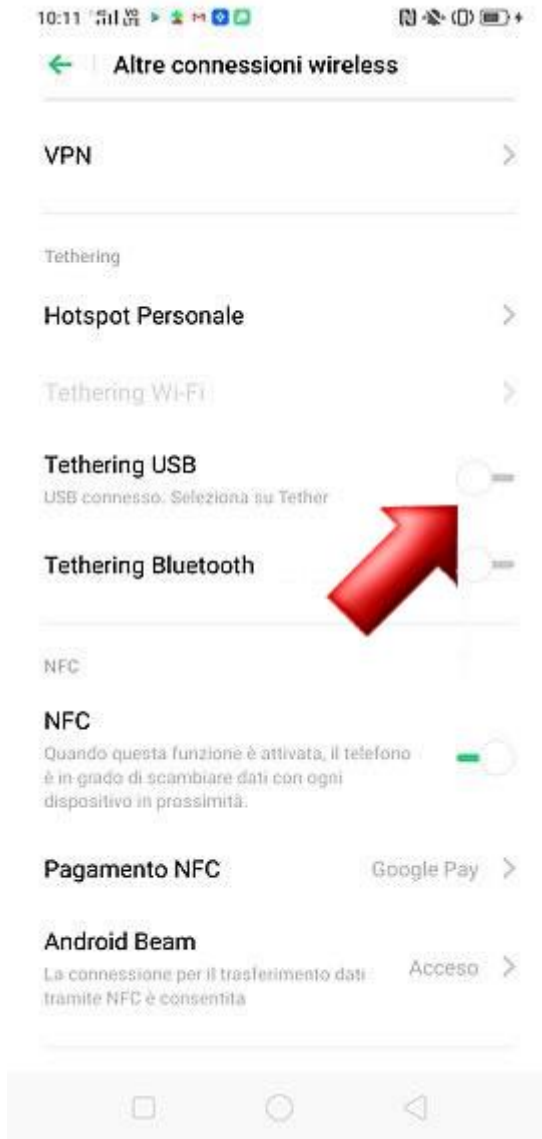 10:11
Altre connessioni wireless
VPN
Tethering
Hotspot Personale
Tethering Wi-Fi
Tethering USB
USB connesso. Seleziona su Tether
Tethering Bluetooth
NFC
NFC
Quando questa funzione è attivata, il telefono
è in grado di scambiare dati con ogni
dispositivo in prossimità.
Pagamento NFC Google Pay
Android Beam
La connessione per il trasferimento dati
tramite NFC è consentita
Acceso